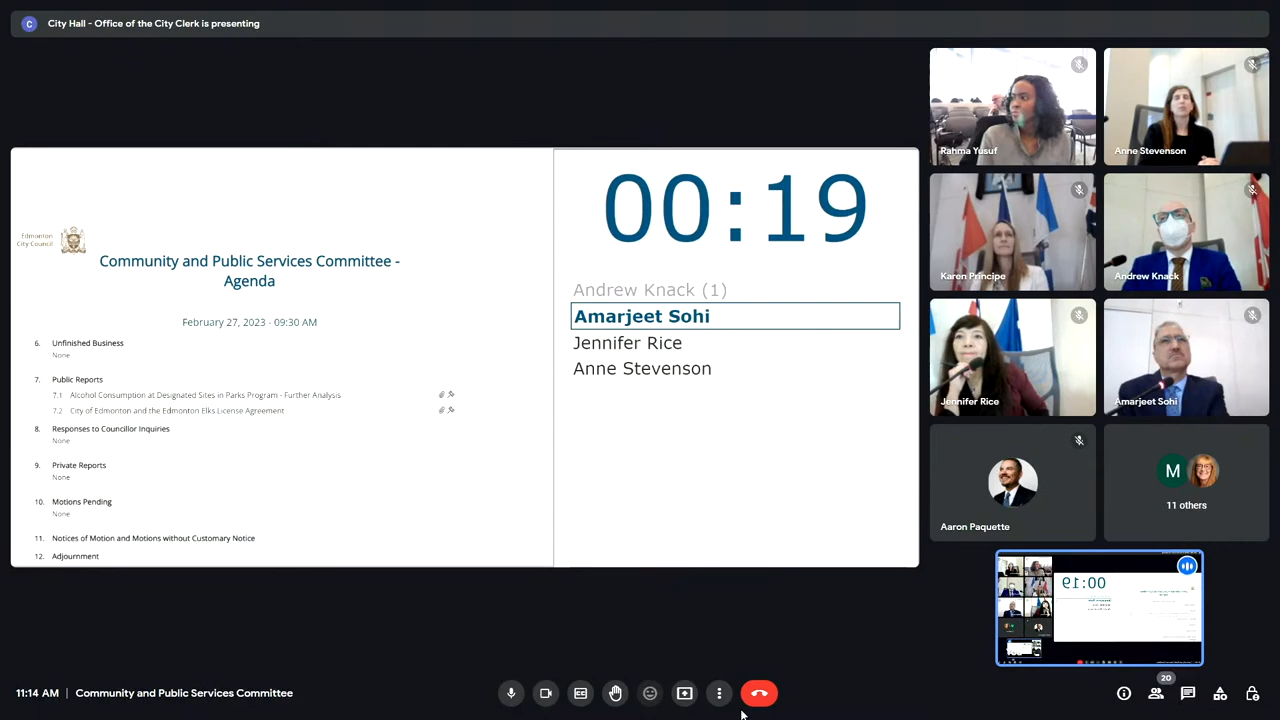 C City Hall - Office of the City Clerk is presenting
Edmonton
City Council
Community and Public Services Committee -
Agenda
February 27, 2023 - 09:30 AM
6. Unfinished Business
None
7. Public Reports
7.1 Alcohol Consumption at Designated Sites in Parks Program - Further Analysis
7.2 City of Edmonton and the Edmonton Elks License Agreement
8. Responses to Councillor Inquiries
None
9. Private Reports
None
10. Motions Pending
None
11. Notices of Motion and Motions without Customary Notice
12. Adjournment
00:19
Andrew Knack (1)
Amarjeet Sohi
Jennifer Rice
Anne Stevenson
Rahma Yusuf
Anne Stevenson
Karen Principe
Andrew Knack
Jennifer Rice
Amarjeet Sohi
Aaron Paquette
M
11 others
00:19
11:14 AM | Community and Public Services Committee
20